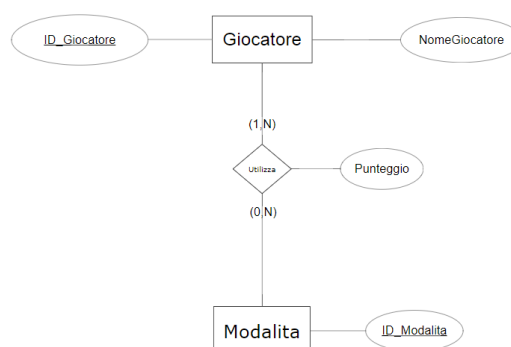 ID_Giocatore
Giocatore
NomeGiocatore
(1,N)
Utilizza
Punteggio
(0,N)
Modalita
ID_Modalita